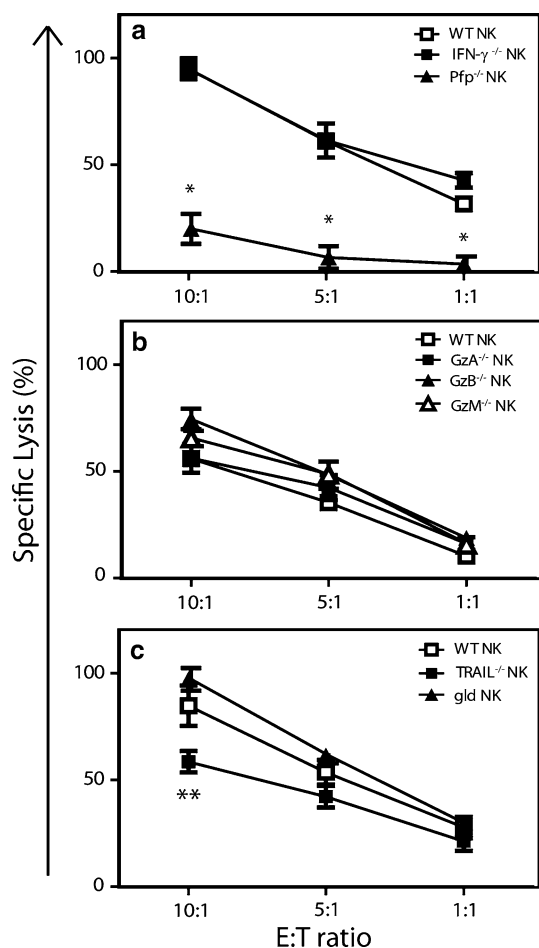 a
WT NK
IFN-γ -/- NK
Pfp-/- NK
100
50
0
*
*
*
10:1
5:1
1:1
b
WT NK
GzA-/- NK
GzB-/- NK
GzM-/- NK
100
50
0
10:1
5:1
1:1
c
WT NK
TRAIL-/- NK
gld NK
100
50
0
**
10:1
5:1
1:1
Specific Lysis (%)
E:T ratio